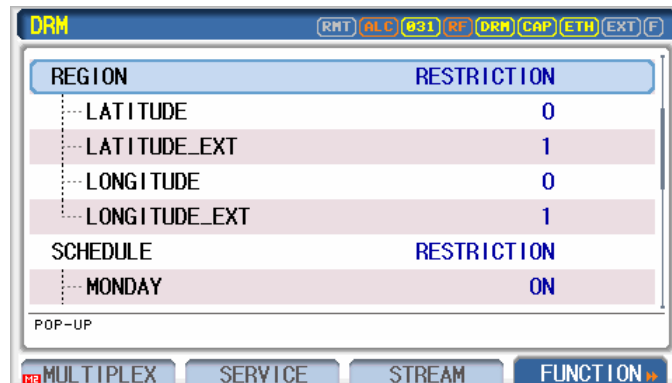 DRM RMT ALC 031 RF DRM CAP ETH EXT F
REGION RESTRICTION
LATITUDE 0
LATITUDE_EXT 1
LONGITUDE 0
LONGITUDE_EXT 1
SCHEDULE RESTRICTION
MONDAY ON
POP-UP
M2 MULTIPLEX SERVICE STREAM FUNCTION